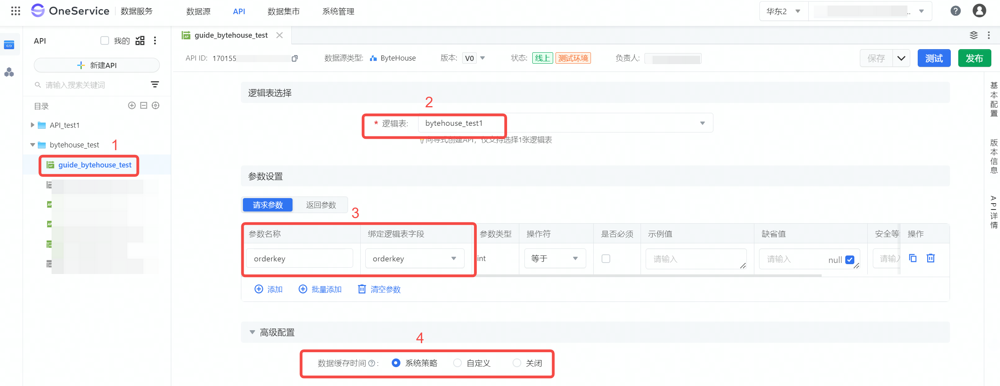 OneService 数据服务 数据源 API 数据集市 系统管理 华东2 ..
API 我的
新建API
请输入搜索关键词
目录
API_test1
bytehouse_test 1
guide_bytehouse_test
guide_bytehouse_test
API ID: 170155 数据源类型: ByteHouse 版本: V0 状态: 线上 测试环境 负责人: 保存 测试 发布
逻辑表选择
2
* 逻辑表: bytehouse_test1
向导式创建API，仅支持选择1张逻辑表
参数设置
请求参数 返回参数
3
参数名称 绑定逻辑表字段 参数类型 操作符 是否必须 示例值 缺省值 安全等 操作
orderkey orderkey int 等于 请输入 请输入 null 请输入
添加 批量添加 清空参数
高级配置
4
数据缓存时间 : 系统策略 自定义 关闭
基本配置
版本信息
API详情